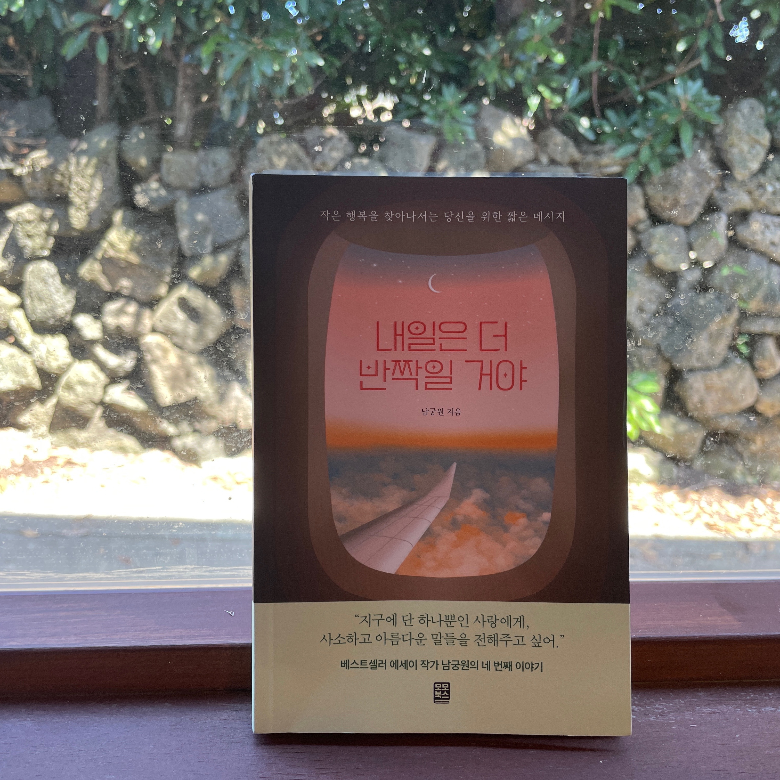 작은 행복을 찾아나서는 당신을 위한 짧은 메시지
내일은 더
반짝일 거야
남궁원 지음
“지구에 단 하나뿐인 사랑에게,
사소하고 아름다운 말들을 전해주고 싶어.”
베스트셀러 에세이 작가 남궁원의 네 번째 이야기
모모
북스